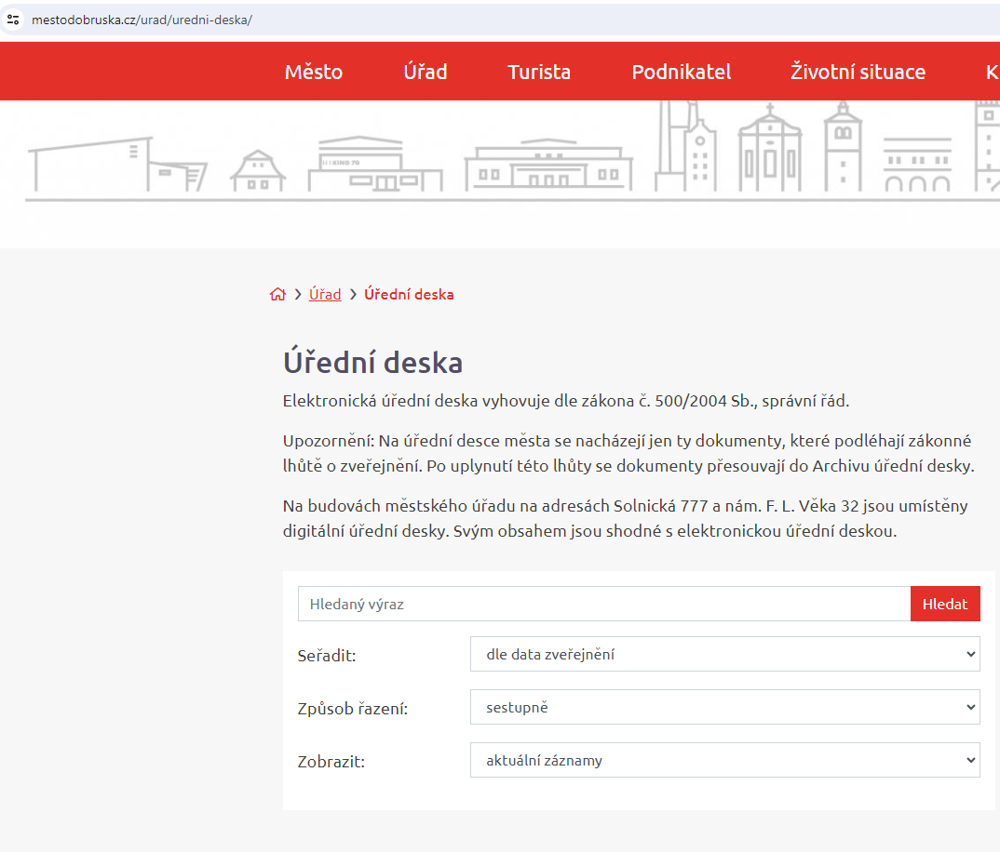 mestodobruska.cz/urad/uredni-deska/
Město Úřad Turista Podnikatel Životní situace K
KINO 70
Úřad Úřední deska
Úřední deska
Elektronická úřední deska vyhovuje dle zákona č. 500/2004 Sb., správní řád.
Upozornění: Na úřední desce města se nacházejí jen ty dokumenty, které podléhají zákonné
lhůtě o zveřejnění. Po uplynutí této lhůty se dokumenty přesouvají do Archivu úřední desky.
Na budovách městského úřadu na adresách Solnická 777 a nám. F. L. Věka 32 jsou umístěny
digitální úřední desky. Svým obsahem jsou shodné s elektronickou úřední deskou.
Hledaný výraz Hledat
Seřadit: dle data zveřejnění
Způsob řazení: sestupně
Zobrazit: aktuální záznamy